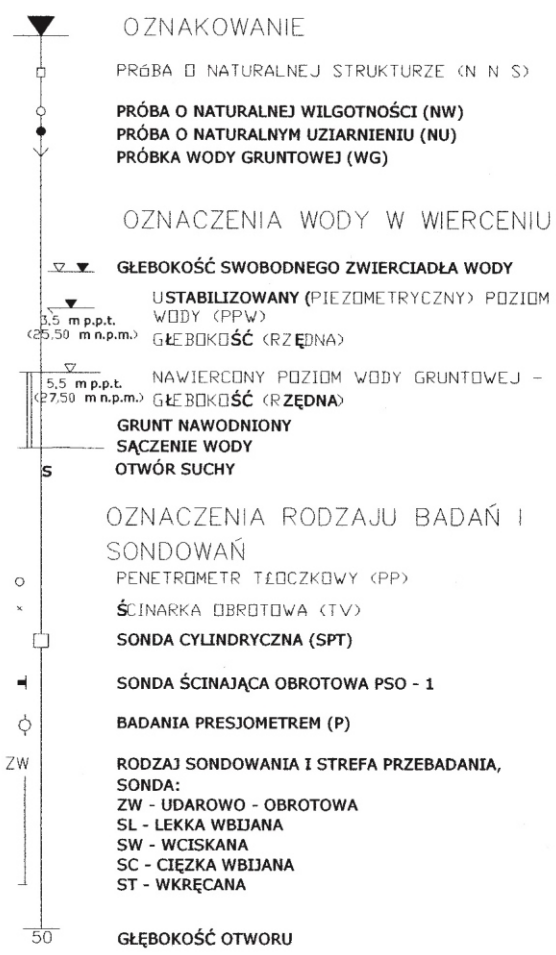 OZNAKOWANIE
PRÓBA O NATURALNEJ STRUKTURZE (N N S)
PRÓBA O NATURALNEJ WILGOTNOŚCI (NW)
PRÓBA O NATURALNYM UZIARNIENIU (NU)
PRÓBKA WODY GRUNTOWEJ (WG)
OZNACZENIA WODY W WIERCENIU
GŁEBOKOŚĆ SWOBODNEGO ZWIERCIADŁA WODY
USTABILIZOWANY (PIEZOMETRYCZNY) POZIOM
3,5 m p.p.t. WODY (PPW)
(25,50 m n.p.m.) GŁEBOKOŚĆ (RZĘDNA)
5,5 m p.p.t. NAWIERCONY POZIOM WODY GRUNTOWEJ –
(27,50 m n.p.m.) GŁEBOKOŚĆ (RZĘDNA)
GRUNT NAWODNIONY
SĄCZENIE WODY
S OTWÓR SUCHY
OZNACZENIA RODZAJU BADAŃ I
SONDOWAŃ
PENETROMETR TŁOCZKOWY (PP)
ŚCINARKA OBROTOWA (TV)
SONDA CYLINDRYCZNA (SPT)
SONDA ŚCINAJĄCA OBROTOWA PSO - 1
BADANIA PRESJOMETREM (P)
ZW RODZAJ SONDOWANIA I STREFA PRZEBADANIA,
SONDA:
ZW - UDAROWO - OBROTOWA
SL - LEKKA WBIJANA
SW - WCISKANA
SC - CIĘZKA WBIJANA
ST - WKRĘCANA
50 GŁĘBOKOŚĆ OTWORU